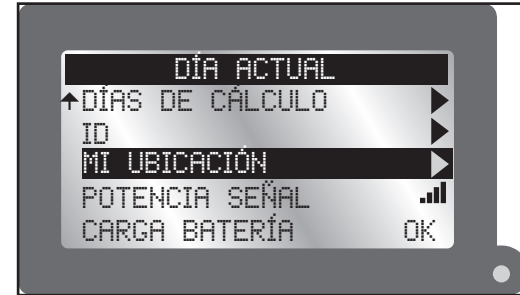 DÍA ACTUAL
DÍAS DE CÁLCULO
ID
MI UBICACIÓN
POTENCIA SEÑAL
CARGA BATERÍA OK